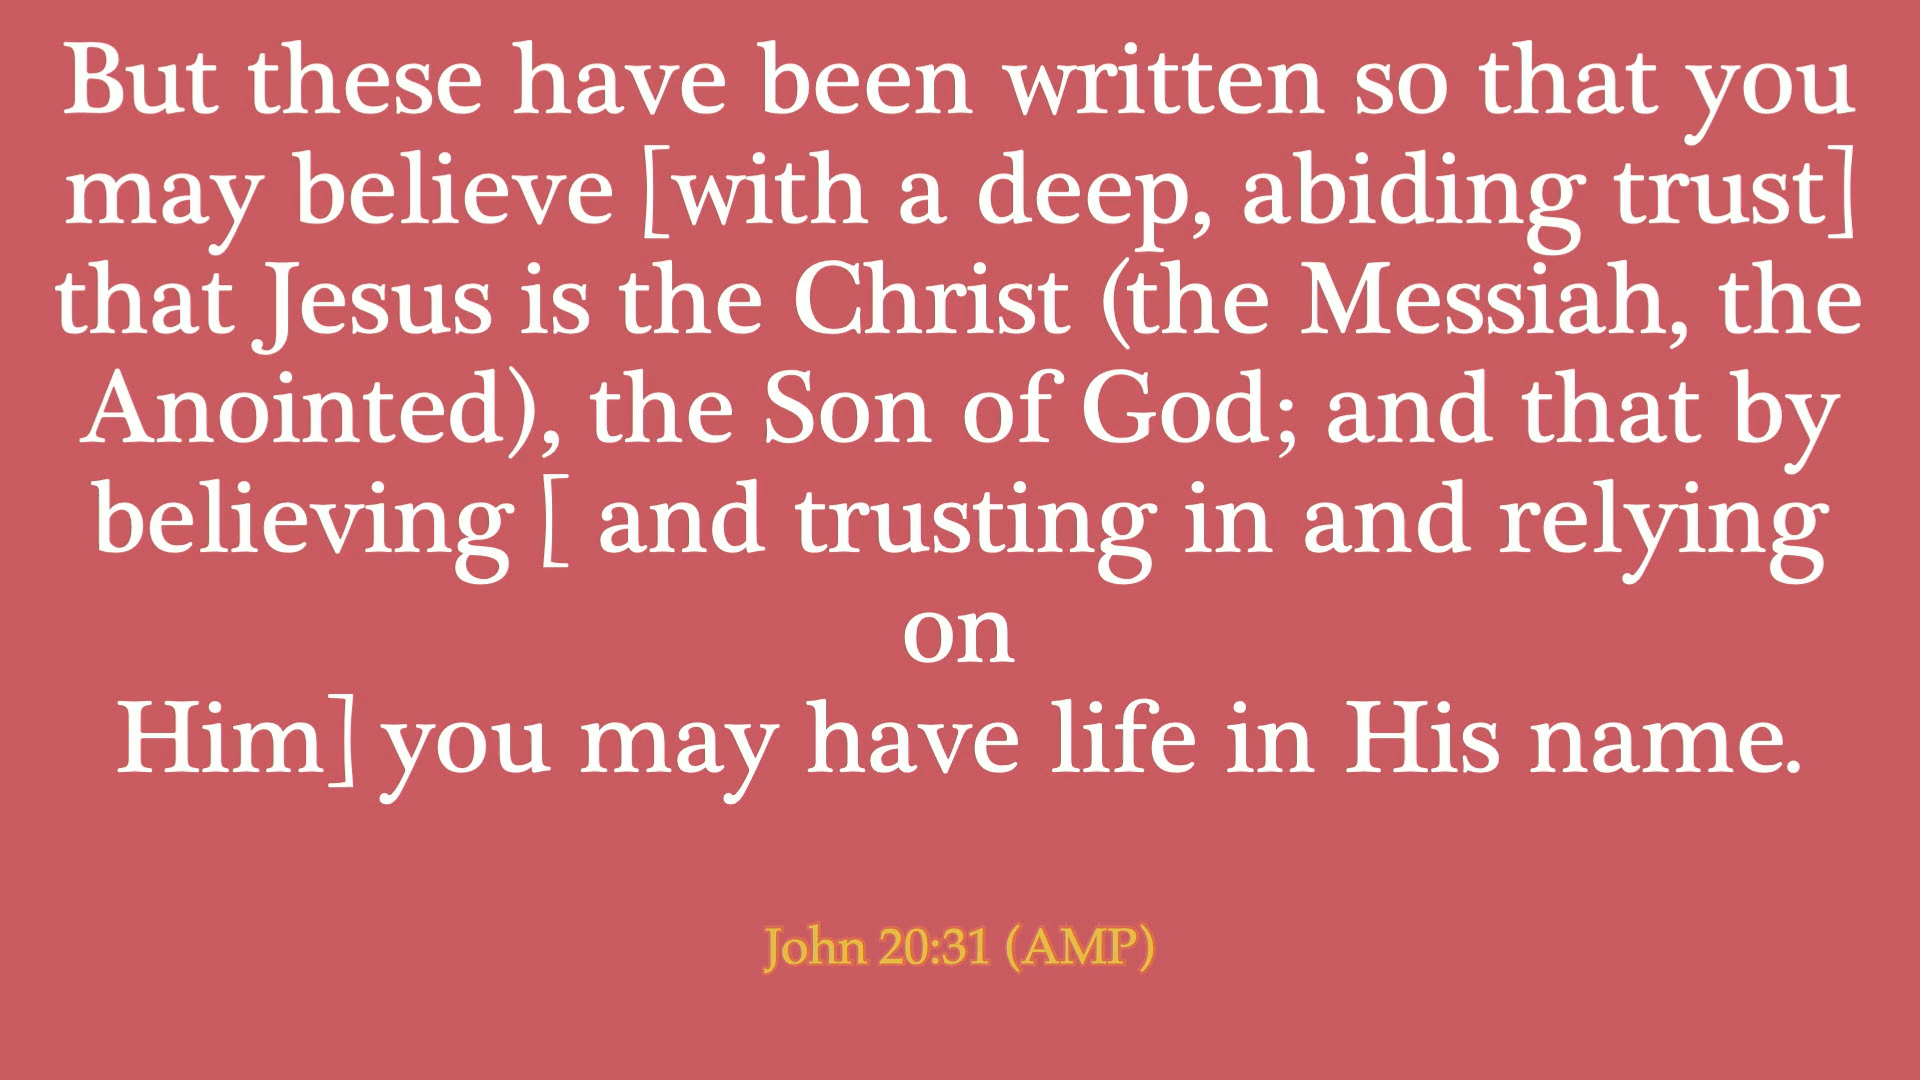 But these have been written so that you
may believe [with a deep, abiding trust]
that Jesus is the Christ (the Messiah, the
Anointed), the Son of God; and that by
believing [ and trusting in and relying
on
Him] you may have life in His name.
John 20:31 (AMP)